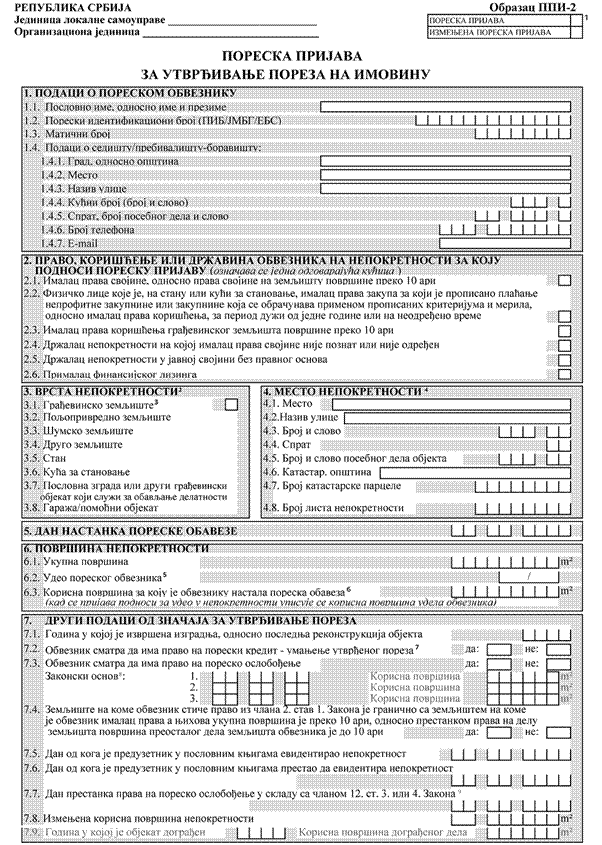 РЕПУБЛИКА СРБИЈА Образац ППИ-2
Јединица локалне самоуправе
ПОРЕСКА ПРИЈАВА 1
Организациона јединица
ИЗМЕЊЕНА ПОРЕСКА ПРИЈАВА
ПОРЕСКА ПРИЈАВА
ЗА УТВРЂИВАЊЕ ПОРЕЗА НА ИМОВИНУ
1. ПОДАЦИ О ПОРЕСКОМ ОБВЕЗНИКУ
1.1. Пословно име, односно име и презиме
1.2. Порески идентификациони број (ПИБ/ЈМБГ/ЕБС)
1.3. Матични број
1.4. Подаци о седишту/пребивалишту-боравишту:
1.4.1. Град, односно општина
1.4.2. Место
1.4.3. Назив улице
1.4.4. Кућни број (број и слово)
1.4.5. Спрат, број посебног дела и слово
1.4.6. Број телефона
1.4.7. E-mail
2. ПРАВО, КОРИШЋЕЊЕ ИЛИ ДРЖАВИНА ОБВЕЗНИКА НА НЕПОКРЕТНОСТИ ЗА КОЈУ
ПОДНОСИ ПОРЕСКУ ПРИЈАВУ (означава се једна одговарајућа кућица )
2.1. Ималац права својине, односно права својине на земљишту површине преко 10 ари
2.2. Физичко лице које је, на стану или кући за становање, ималац права закупа за који је прописано плаћање
непрофитне закупнине или закупнине која се обрачунава применом прописаних критеријума и мерила,
односно ималац права коришћења, за период дужи од једне године или на неодређено време
2.3. Ималац права коришћења грађевинског земљишта површине преко 10 ари
2.4. Држалац непокретности на којој ималац права својине није познат или није одређен
2.5. Држалац непокретности у јавној својини без правног основа
2.6. Прималац финансијског лизинга
3. ВРСТА НЕПОКРЕТНОСТИ²
3.1. Грађевинско земљиште³
3.2. Пољопривредно земљиште
3.3. Шумско земљиште
3.4. Друго земљиште
3.5. Стан
3.6. Кућа за становање
3.7. Пословна зграда или други грађевински
објекат који служи за обављање делатности
3.8. Гаража/помоћни објекат
4. МЕСТО НЕПОКРЕТНОСТИ ⁴
4.1. Место
4.2.Назив улице
4.3. Број и слово
4.4. Спрат
4.5. Број и слово посебног дела објекта
4.6. Катастар. општина
4.7. Број катастарске парцеле
4.8. Број листа непокретности
5. ДАН НАСТАНКА ПОРЕСКЕ ОБАВЕЗЕ
6. ПОВРШИНА НЕПОКРЕТНОСТИ
6.1. Укупна површина m²
6.2. Удео пореског обвезника⁵ /
6.3. Корисна површина за коју је обвезнику настала пореска обавеза⁶ m²
(кад се пријава подноси за удео у непокретности уписује се корисна површина удела обвезника)
7. ДРУГИ ПОДАЦИ ОД ЗНАЧАЈА ЗА УТВРЂИВАЊЕ ПОРЕЗА
7.1. Година у којој је извршена изградња, односно последња реконструкција објекта
7.2 Обвезник сматра да има право на порески кредит - умањење утврђеног пореза⁷ да: не:
7.3. Обвезник сматра да има право на пореско ослобођење да: не:
Законски основ⁸: 1. Корисна површина m²
2. Корисна површина m²
3. Корисна површина m²
7.4. Земљиште на коме обвезник стиче право из члана 2. став 1. Закона је гранично са земљиштем на коме
је обвезник ималац права а њихова укупна површина је преко 10 ари, односно престанком права на делу
земљишта површина преосталог дела земљишта обвезника је до 10 ари да: не:
7.5. Дан од кога је предузетник у пословним књигама евидентирао непокретност
7.6. Дан од кога је предузетник у пословним књигама престао да евидентира непокретност
7.7. Дан престанка права на пореско ослобођење у складу са чланом 12. ст. 3. или 4. Закона ⁹
7.8. Измењена корисна површина непокретности m²
7.9. Година у којој је објекат дограђен Корисна површина дограђеног дела m²